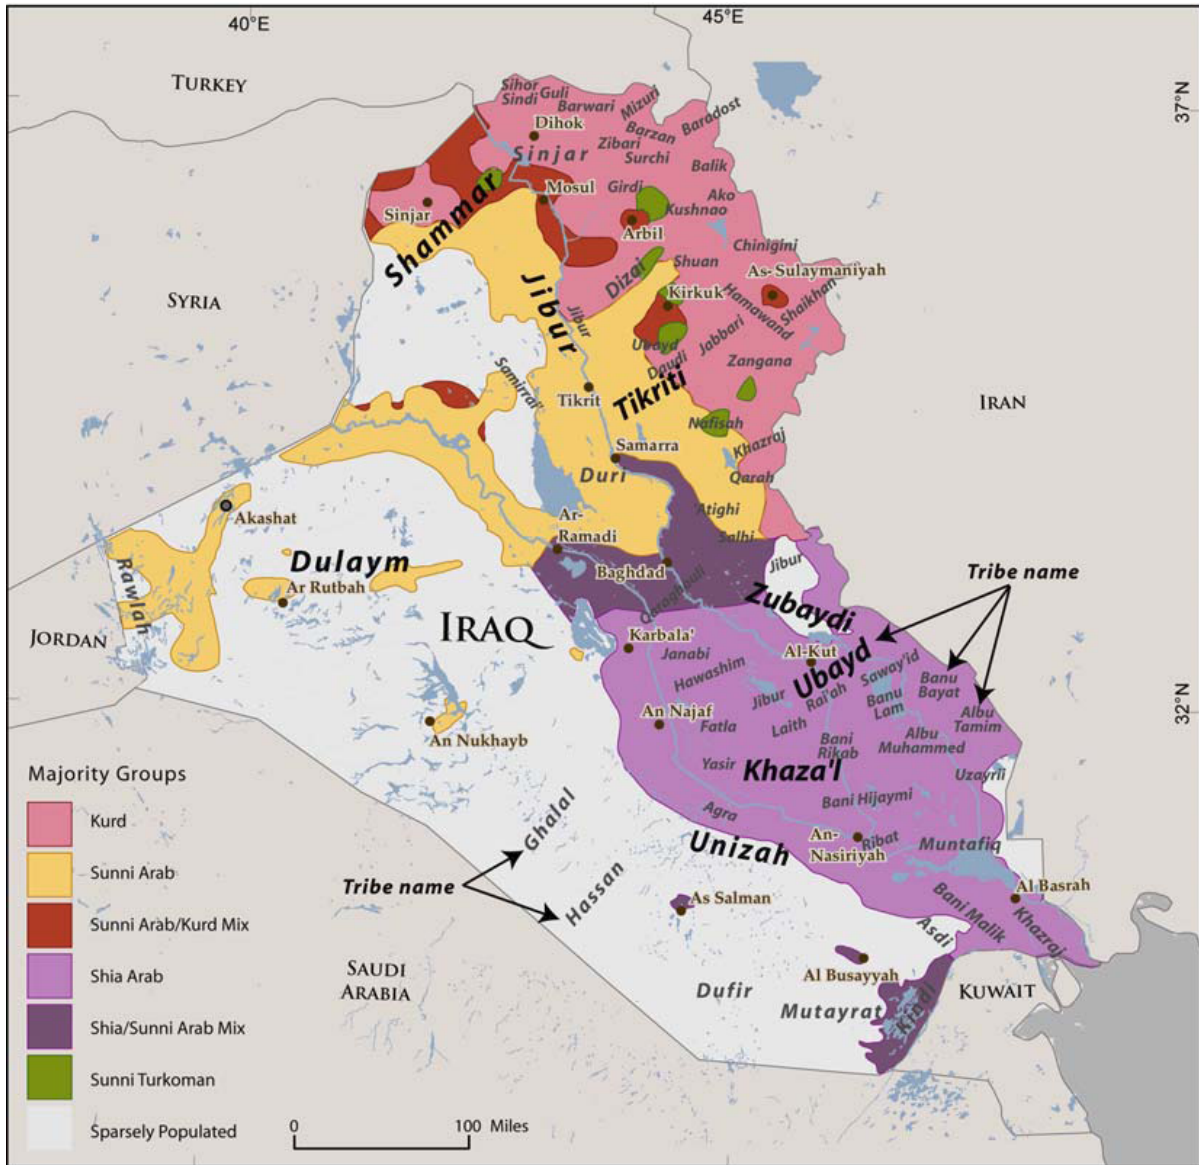 40°E
45°E
37°N
32°N
TURKEY
SYRIA
JORDAN
SAUDI
ARABIA
KUWAIT
IRAN
IRAQ
Sihor
Sindi
Guli
Barwari
Mizuri
Baradost
Dihok
Sinjar
Zibari
Barzan
Surchi
Balik
Mosul
Girdi
Ako
Kushnao
Sinjar
Shammar
Arbil
Chinigini
Dizai
Shuan
As-Sulaymaniyah
Jibur
Jibur
Kirkuk
Hamawand
Shaikhan
Ubayd
Daudi
Jabbari
Zangana
Samirral'
Tikrit
Tikriti
Nafisah
Khazraj
Samarra
Duri
Qarah
Akashat
Ar-
Ramadi
Atighi
Salhi
Rawlah
Dulaym
Ar Rutbah
Baghdad
Qaraghuli
Jibur
Zubaydi
Tribe name
Karbala'
Janabi
Hawashim
Al-Kut
Ubayd
Saway'id
Banu
Bayat
Jibur
Rai'ah
Banu
Lam
Albu
Tamim
An Najaf
Fatla
Laith
Bani
Rikab
Albu
Muhammed
An Nukhayb
Yasir
Khaza'l
Uzayrli
Agra
Bani Hijaymi
Ghalal
Unizah
An-
Nasiriyah
Ribat
Muntafiq
Tribe name
Hassan
As Salman
Al Basrah
Bani Malik
Khazraj
Asdi
Al Busayyah
Dufir
Mutayrat
Kindi
Majority Groups
Kurd
Sunni Arab
Sunni Arab/Kurd Mix
Shia Arab
Shia/Sunni Arab Mix
Sunni Turkoman
Sparsely Populated
0
100 Miles